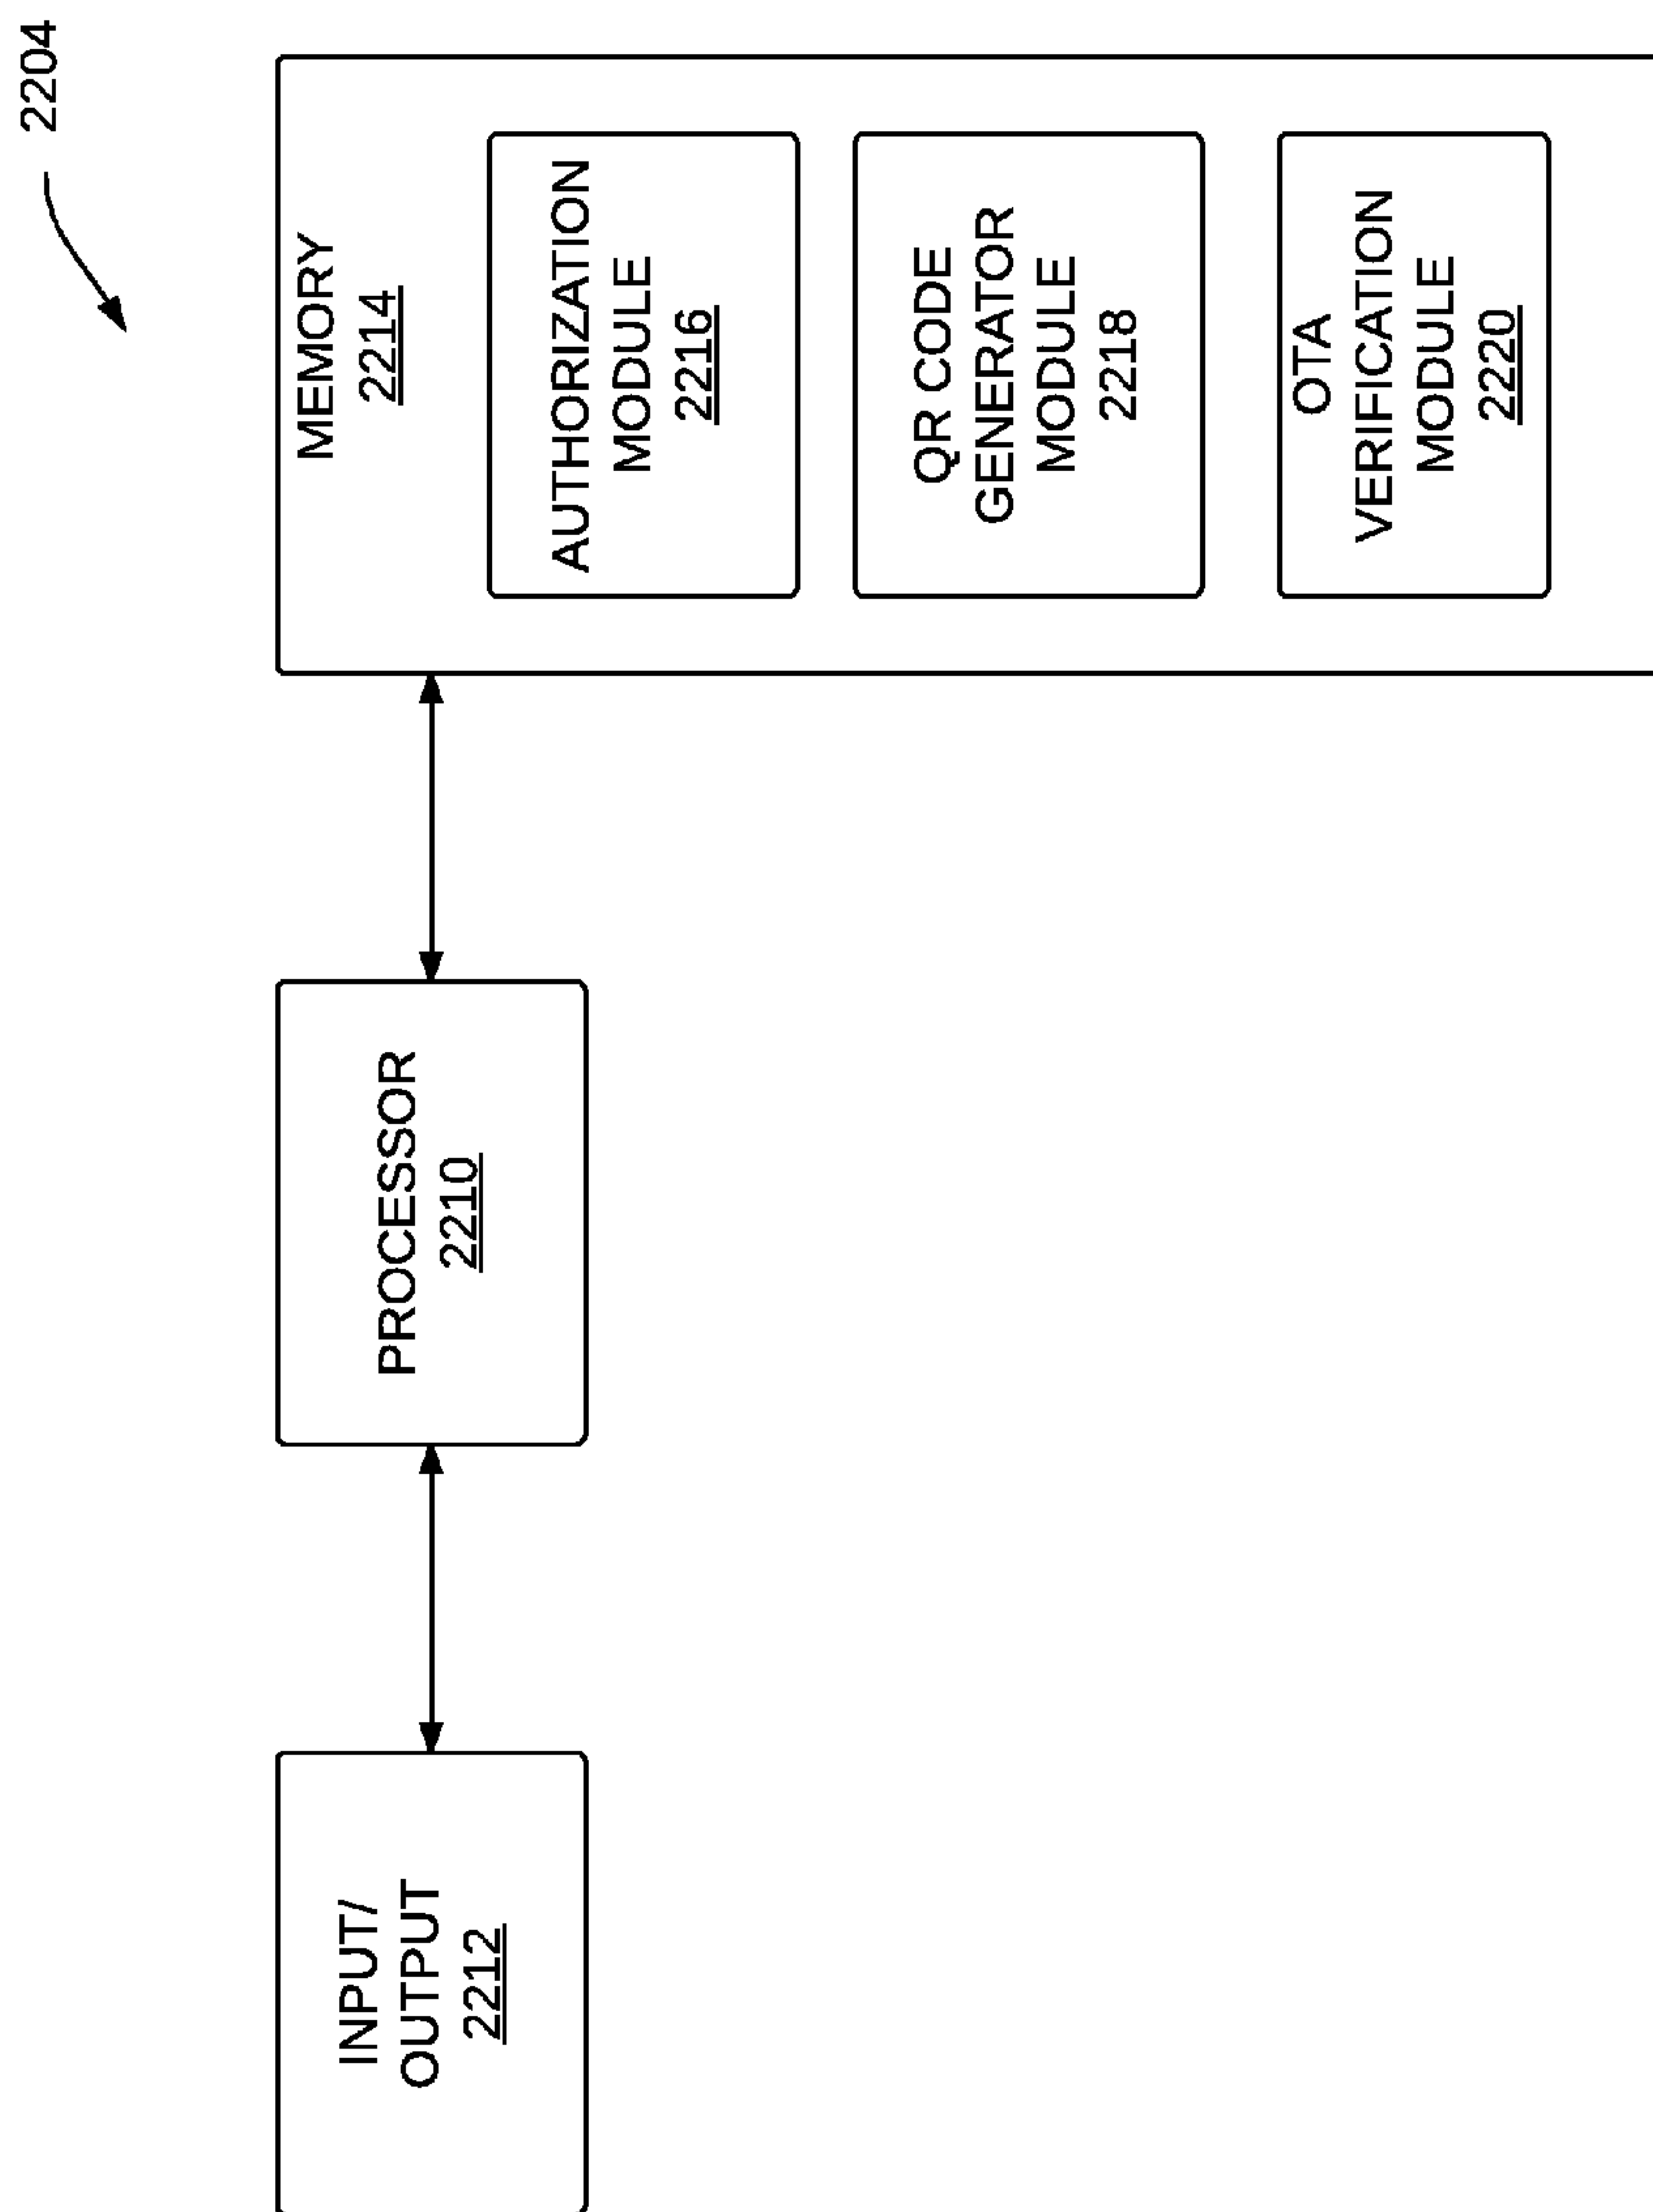 2204
INPUT/
OUTPUT
2212
PROCESSOR
2210
MEMORY
2214
AUTHORIZATION
MODULE
2216
QR CODE
GENERATOR
MODULE
2218
OTA
VERIFICATION
MODULE
2220